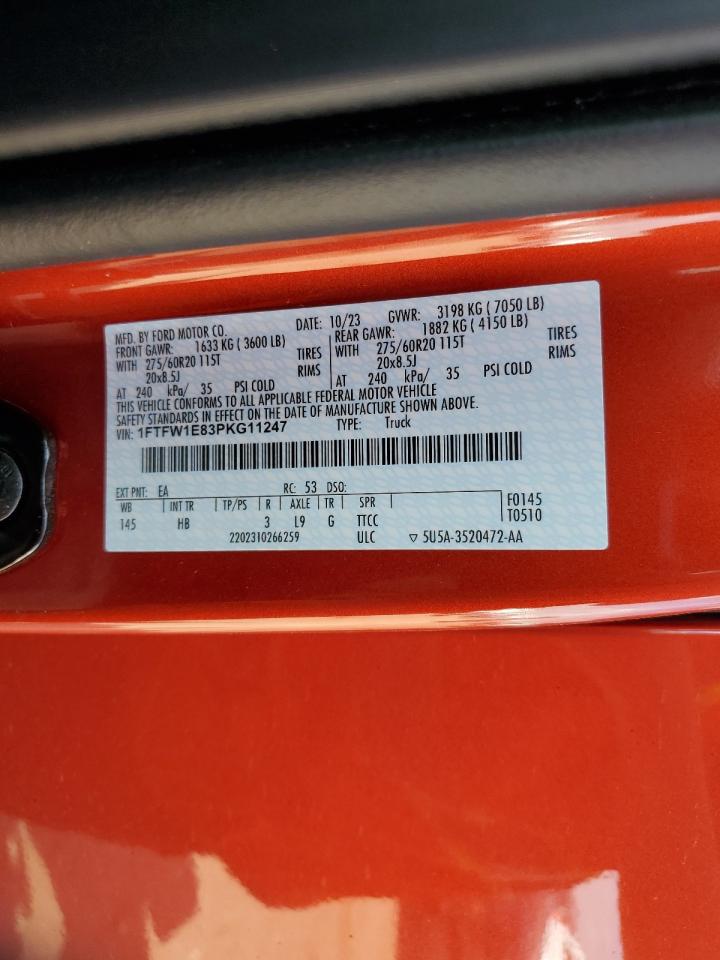 MFD. BY FORD MOTOR CO. DATE: 10/23 GVWR: 3198 KG ( 7050 LB)
FRONT GAWR: 1633 KG ( 3600 LB) REAR GAWR: 1882 KG ( 4150 LB)
WITH 275/60R20 115T TIRES WITH 275/60R20 115T TIRES
20x8.5J RIMS 20x8.5J RIMS
AT 240 kPa/ 35 PSI COLD AT 240 kPa/ 35 PSI COLD
THIS VEHICLE CONFORMS TO ALL APPLICABLE FEDERAL MOTOR VEHICLE
SAFETY STANDARDS IN EFFECT ON THE DATE OF MANUFACTURE SHOWN ABOVE.
VIN: 1FTFW1E83PKG11247 TYPE: Truck
EXT PNT: EA RC: 53 DSO:
WB INT TR TP/PS R AXLE TR SPR F0145
145 HB 3 L9 G TTCC T0510
2202310266259 ULC ▽ 5U5A-3520472-AA